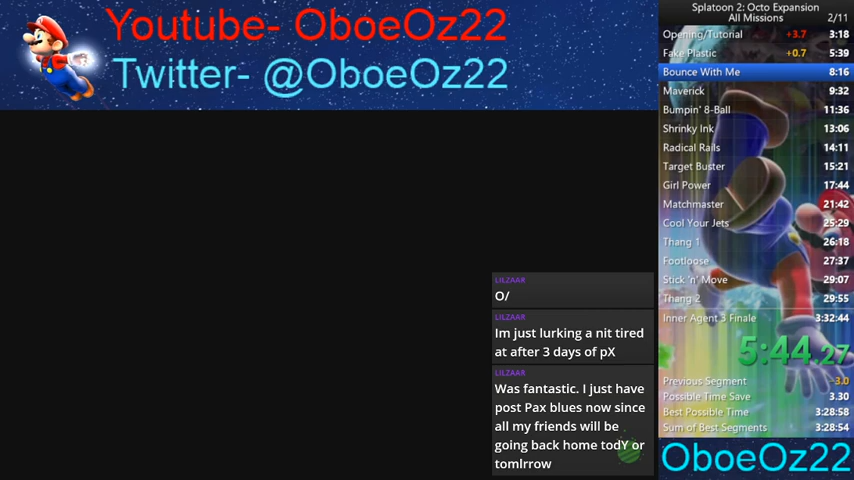 Youtube- OboeOz22
Twitter- @OboeOz22
Splatoon 2: Octo Expansion
All Missions 2/11
Opening/Tutorial +3.7 3:18
Fake Plastic +0.7 5:39
Bounce With Me 8:16
Maverick 9:32
Bumpin' 8-Ball 11:36
Shrinky Ink 13:06
Radical Rails 14:11
Target Buster 15:21
Girl Power 17:44
Matchmaster 21:42
Cool Your Jets 25:29
Thang 1 26:18
Footloose 27:37
Stick 'n' Move 29:07
Thang 2 29:55
Inner Agent 3 Finale 3:32:44
5:44.27
Previous Segment -3.0
Possible Time Save 3.30
Best Possible Time 3:28:58
Sum of Best Segments 3:28:54
OboeOz22
LILZAAR
O/
LILZAAR
Im just lurking a nit tired
at after 3 days of pX
LILZAAR
Was fantastic. I just have
post Pax blues now since
all my friends will be
going back home todY or
tomIrrow